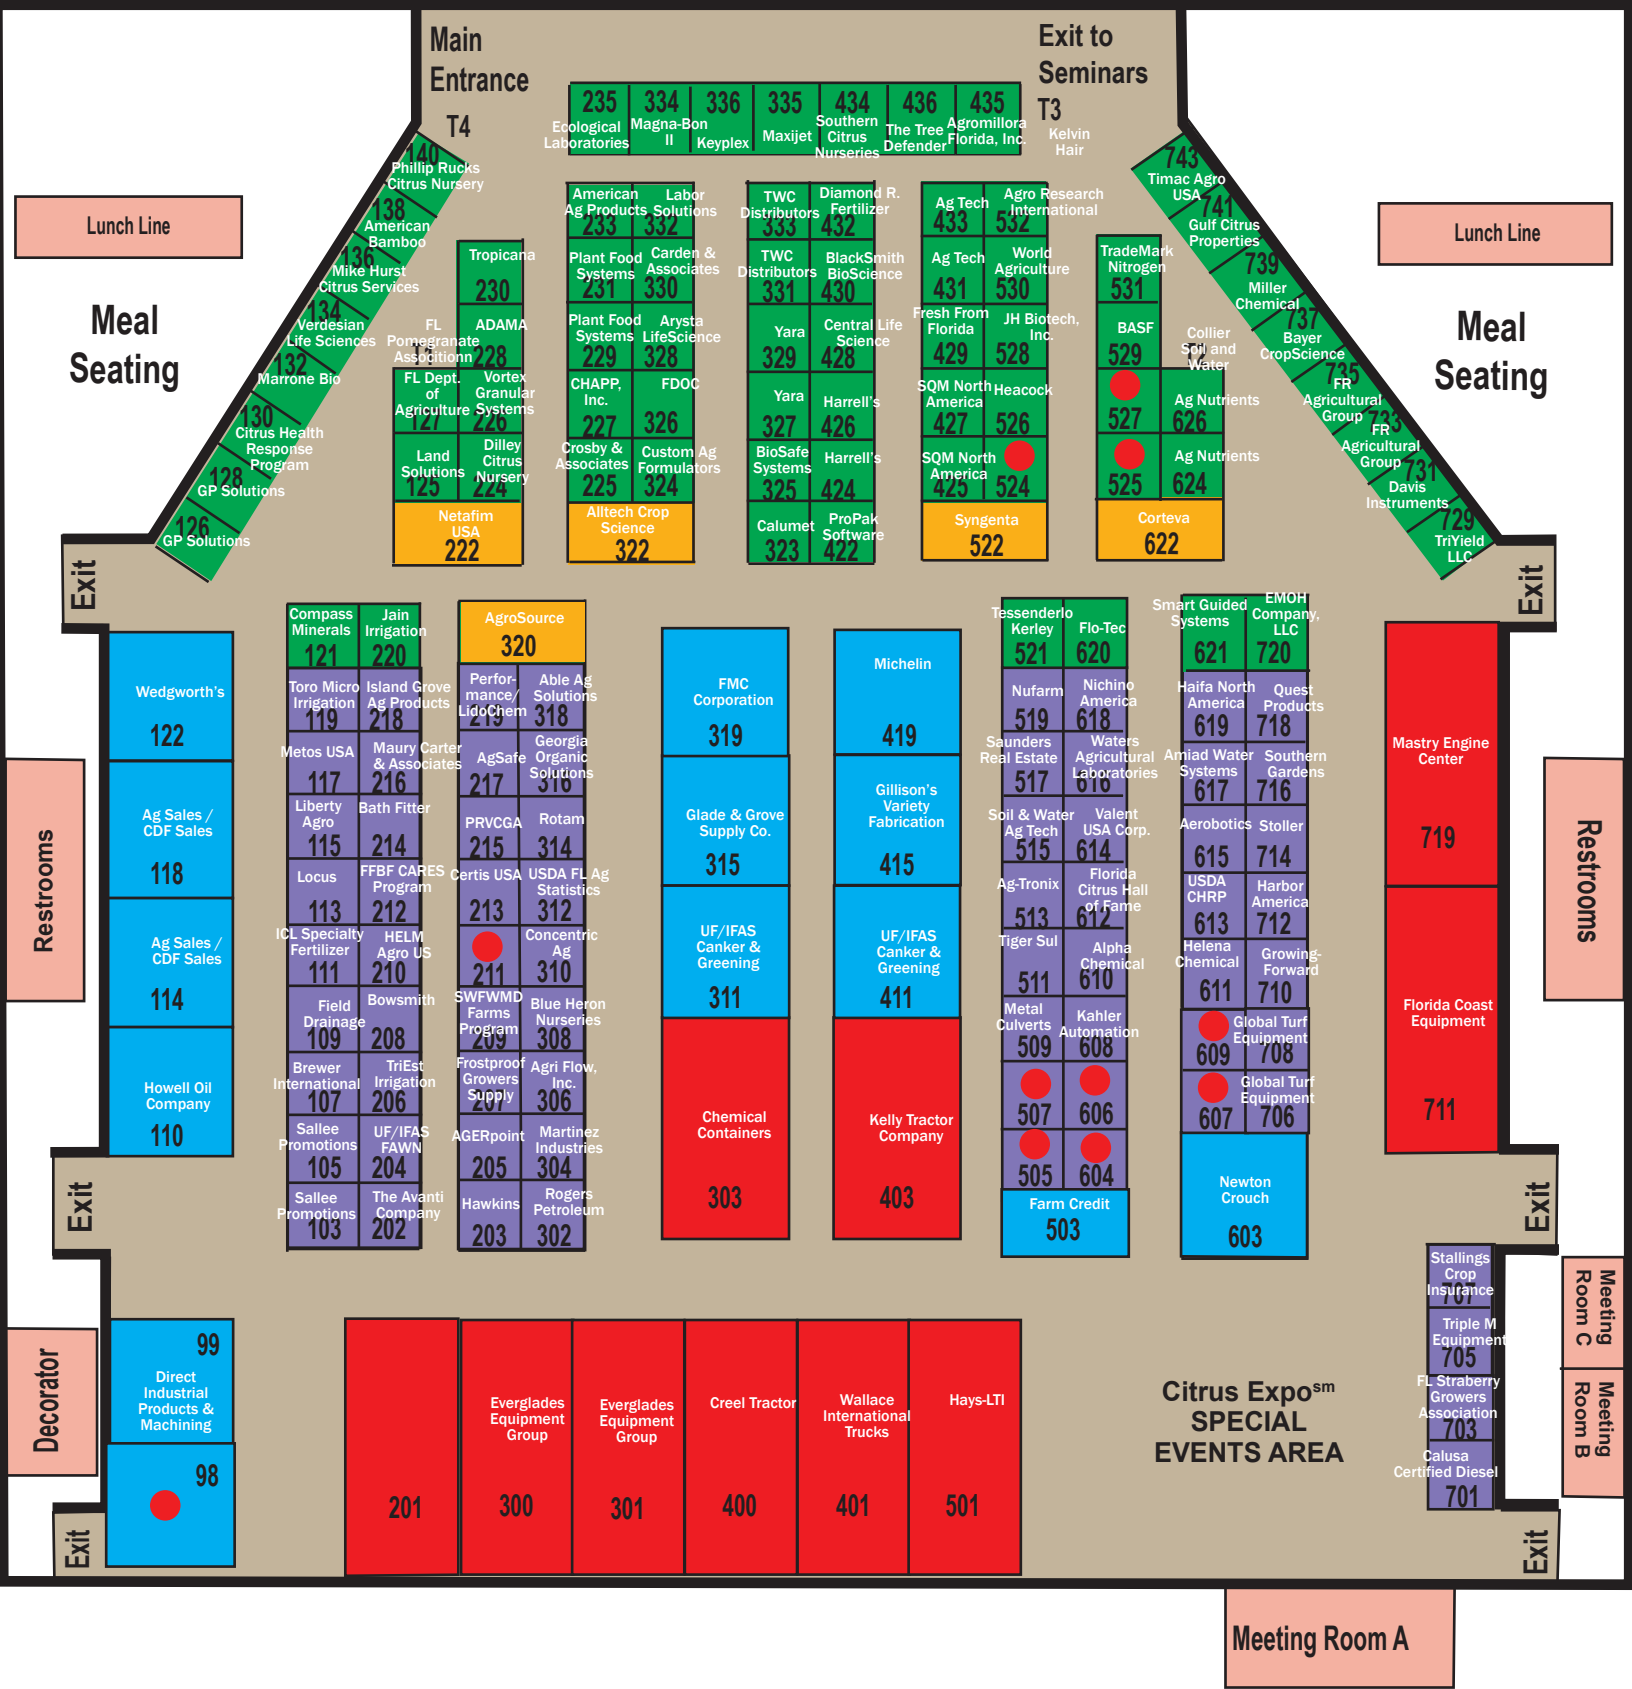 Main
Entrance
T4
Exit to
Seminars
T3
Kelvin
Hair
235
Ecological
Laboratories
334
Magna-Bon
II
336
Keyplex
335
Maxijet
434
Southern
Citrus
Nurseries
436
The Tree
Defender
435
Agromillora
Florida, Inc.
Lunch Line
Meal
Seating
Lunch Line
Meal
Seating
140
Phillip Rucks
Citrus Nursery
138
American
Bamboo
136
Mike Hurst
Citrus Services
134
Verdesian
Life Sciences
132
Marrone Bio
130
Citrus Health
Response
Program
128
GP Solutions
126
GP Solutions
743
Timac Agro
USA
741
Gulf Citrus
Properties
739
Miller
Chemical
737
Bayer
CropScience
735
FR
Agricultural
Group
733
FR
Agricultural
Group
731
Davis
Instruments
729
TriYield
LLC
Tropicana
230
ADAMA
228
FL
Pomegranate
Associtionn
FL Dept.
of
Agriculture
127
Vortex
Granular
Systems
226
Land
Solutions
125
Dilley
Citrus
Nursery
224
Netafim
USA
222
American
Ag Products
233
Labor
Solutions
332
Plant Food
Systems
231
Carden &
Associates
330
Plant Food
Systems
229
Arysta
LifeScience
328
CHAPP,
Inc.
227
FDOC
326
Crosby &
Associates
225
Custom Ag
Formulators
324
Alltech Crop
Science
322
TWC
Distributors
333
Diamond R.
Fertilizer
432
TWC
Distributors
331
BlackSmith
BioScience
430
Yara
329
Central Life
Science
428
Yara
327
Harrell's
426
BioSafe
Systems
325
Harrell's
424
Calumet
323
ProPak
Software
422
Ag Tech
433
Agro Research
International
532
Ag Tech
431
World
Agriculture
530
Fresh From
Florida
429
JH Biotech,
Inc.
528
SQM North
America
427
Heacock
526
SQM North
America
425
524
Syngenta
522
TradeMark
Nitrogen
531
BASF
529
Collier
Soil and
Water
527
Ag Nutrients
626
525
Ag Nutrients
624
Corteva
622
Exit
Exit
Wedgworth's
122
Ag Sales /
CDF Sales
118
Ag Sales /
CDF Sales
114
Howell Oil
Company
110
Restrooms
Compass
Minerals
121
Jain
Irrigation
220
Toro Micro
Irrigation
119
Island Grove
Ag Products
218
Metos USA
117
Maury Carter
& Associates
216
Liberty
Agro
115
Bath Fitter
214
Locus
113
FFBF CARES
Program
212
ICL Specialty
Fertilizer
111
HELM
Agro US
210
Field
Drainage
109
Bowsmith
208
Brewer
International
107
TriEst
Irrigation
206
Sallee
Promotions
105
UF/IFAS
FAWN
204
Sallee
Promotions
103
The Avanti
Company
202
AgroSource
320
Perfor-
mance/
LidoChem
219
Able Ag
Solutions
318
AgSafe
217
Georgia
Organic
Solutions
316
PRVCGA
215
Rotam
314
Certis USA
213
USDA FL Ag
Statistics
312
211
Concentric
Ag
310
SWFWMD
Farms
Program
209
Blue Heron
Nurseries
308
Frostproof
Growers
Supply
207
Agri Flow,
Inc.
306
AGERpoint
205
Martinez
Industries
304
Hawkins
203
Rogers
Petroleum
302
FMC
Corporation
319
Glade & Grove
Supply Co.
315
UF/IFAS
Canker &
Greening
311
Chemical
Containers
303
Michelin
419
Gillison's
Variety
Fabrication
415
UF/IFAS
Canker &
Greening
411
Kelly Tractor
Company
403
Tessenderlo
Kerley
521
Flo-Tec
620
Nufarm
519
Nichino
America
618
Saunders
Real Estate
517
Waters
Agricultural
Laboratories
616
Soil & Water
Ag Tech
515
Valent
USA Corp.
614
Ag-Tronix
513
Florida
Citrus Hall
of Fame
612
Tiger Sul
511
Alpha
Chemical
610
Metal
Culverts
509
Kahler
Automation
608
507
606
505
604
Farm Credit
503
Smart Guided
Systems
621
EMOH
Company,
LLC
720
Haifa North
America
619
Quest
Products
718
Amiad Water
Systems
617
Southern
Gardens
716
Aerobotics
615
Stoller
714
USDA
CHRP
613
Harbor
America
712
Helena
Chemical
611
Growing-
Forward
710
609
Global Turf
Equipment
708
607
Global Turf
Equipment
706
Newton
Crouch
603
Mastry Engine
Center
719
Florida Coast
Equipment
711
Restrooms
Exit
Exit
Stallings
Crop
Insurance
707
Triple M
Equipment
705
FL Straberry
Growers
Association
703
Calusa
Certified Diesel
701
Meeting
Room C
Meeting
Room B
Decorator
99
Direct
Industrial
Products &
Machining
98
201
Everglades
Equipment
Group
300
Everglades
Equipment
Group
301
Creel Tractor
400
Wallace
International
Trucks
401
Hays-LTI
501
Citrus Exposm
SPECIAL
EVENTS AREA
Exit
Exit
Meeting Room A